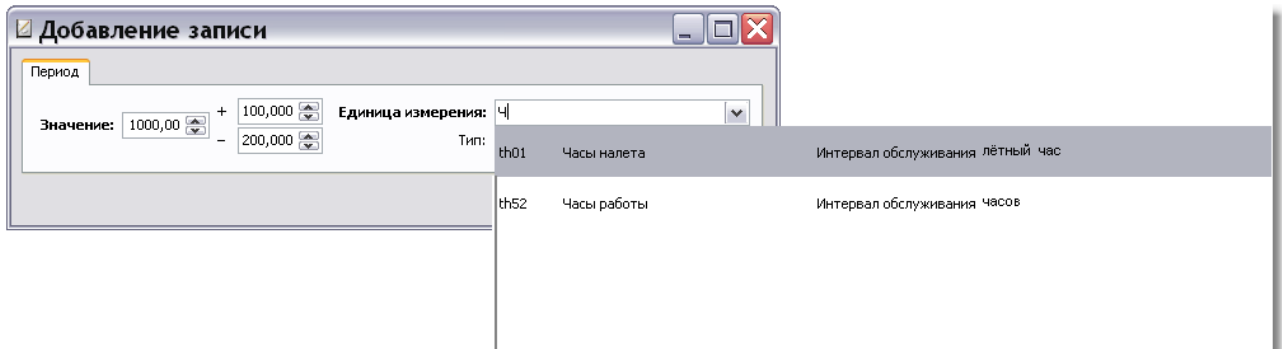 Добавление записи
Период
Значение: 1000,00 + 100,000 Единица измерения: Ч
– 200,000 Тип:
th01 Часы налета Интервал обслуживания лётный час
th52 Часы работы Интервал обслуживания часов